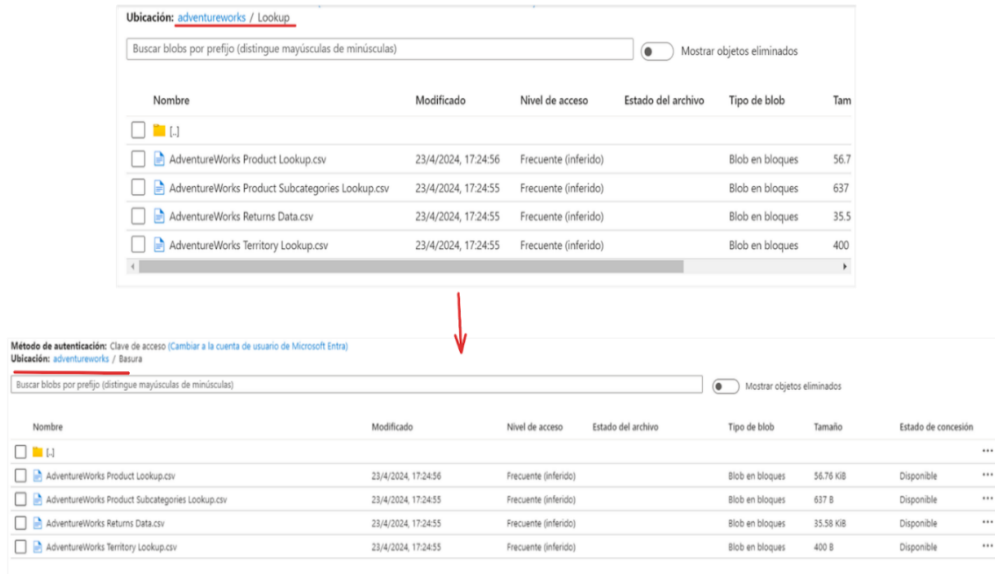 Ubicación: adventureworks / Lookup
Buscar blobs por prefijo (distingue mayúsculas de minúsculas) Mostrar objetos eliminados
Nombre Modificado Nivel de acceso Estado del archivo Tipo de blob Tam
[..]
AdventureWorks Product Lookup.csv 23/4/2024, 17:24:56 Frecuente (inferido) Blob en bloques 56.7
AdventureWorks Product Subcategories Lookup.csv 23/4/2024, 17:24:55 Frecuente (inferido) Blob en bloques 637
AdventureWorks Returns Data.csv 23/4/2024, 17:24:55 Frecuente (inferido) Blob en bloques 35.5
AdventureWorks Territory Lookup.csv 23/4/2024, 17:24:55 Frecuente (inferido) Blob en bloques 400
Método de autenticación: Clave de acceso (Cambiar a la cuenta de usuario de Microsoft Entra)
Ubicación: adventureworks / Basura
Buscar blobs por prefijo (distingue mayúsculas de minúsculas) Mostrar objetos eliminados
Nombre Modificado Nivel de acceso Estado del archivo Tipo de blob Tamaño Estado de concesión
[..]
AdventureWorks Product Lookup.csv 23/4/2024, 17:24:56 Frecuente (inferido) Blob en bloques 56.76 KiB Disponible
AdventureWorks Product Subcategories Lookup.csv 23/4/2024, 17:24:55 Frecuente (inferido) Blob en bloques 637 B Disponible
AdventureWorks Returns Data.csv 23/4/2024, 17:24:55 Frecuente (inferido) Blob en bloques 35.58 KiB Disponible
AdventureWorks Territory Lookup.csv 23/4/2024, 17:24:55 Frecuente (inferido) Blob en bloques 400 B Disponible